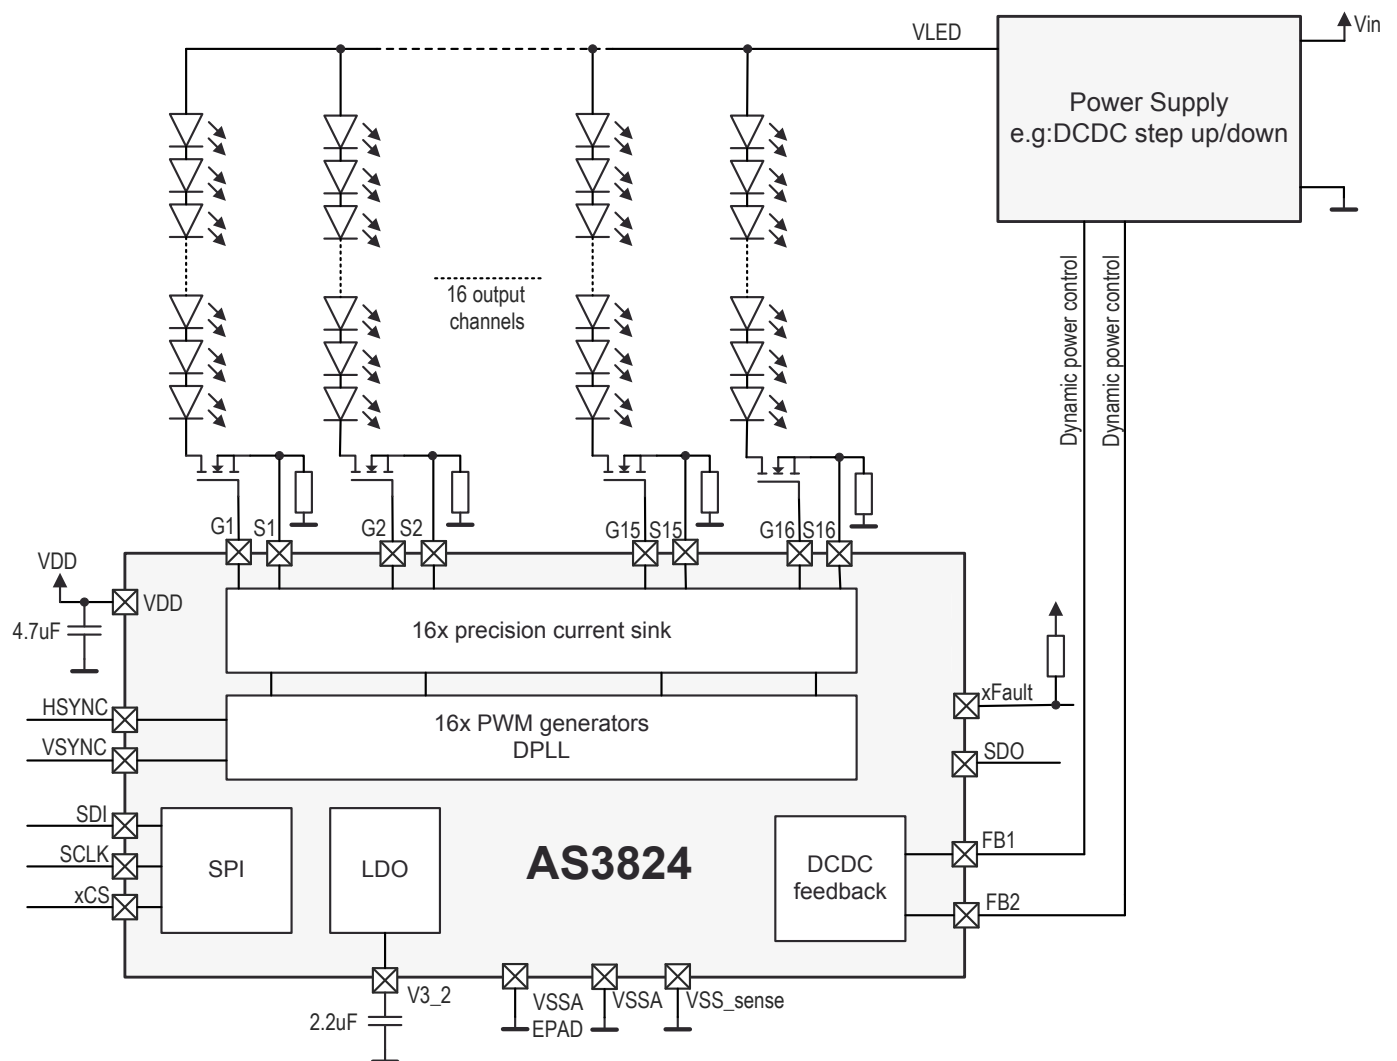 VLED
Vin
Power Supply
e.g:DCDC step up/down
Dynamic power control
Dynamic power control
16 output
channels
G1
S1
G2
S2
G15
S15
G16
S16
VDD
VDD
4.7uF
16x precision current sink
xFault
HSYNC
16x PWM generators
DPLL
VSYNC
SDO
SDI
SCLK
xCS
SPI
LDO
AS3824
DCDC
feedback
FB1
FB2
V3_2
2.2uF
VSSA
EPAD
VSSA
VSS_sense